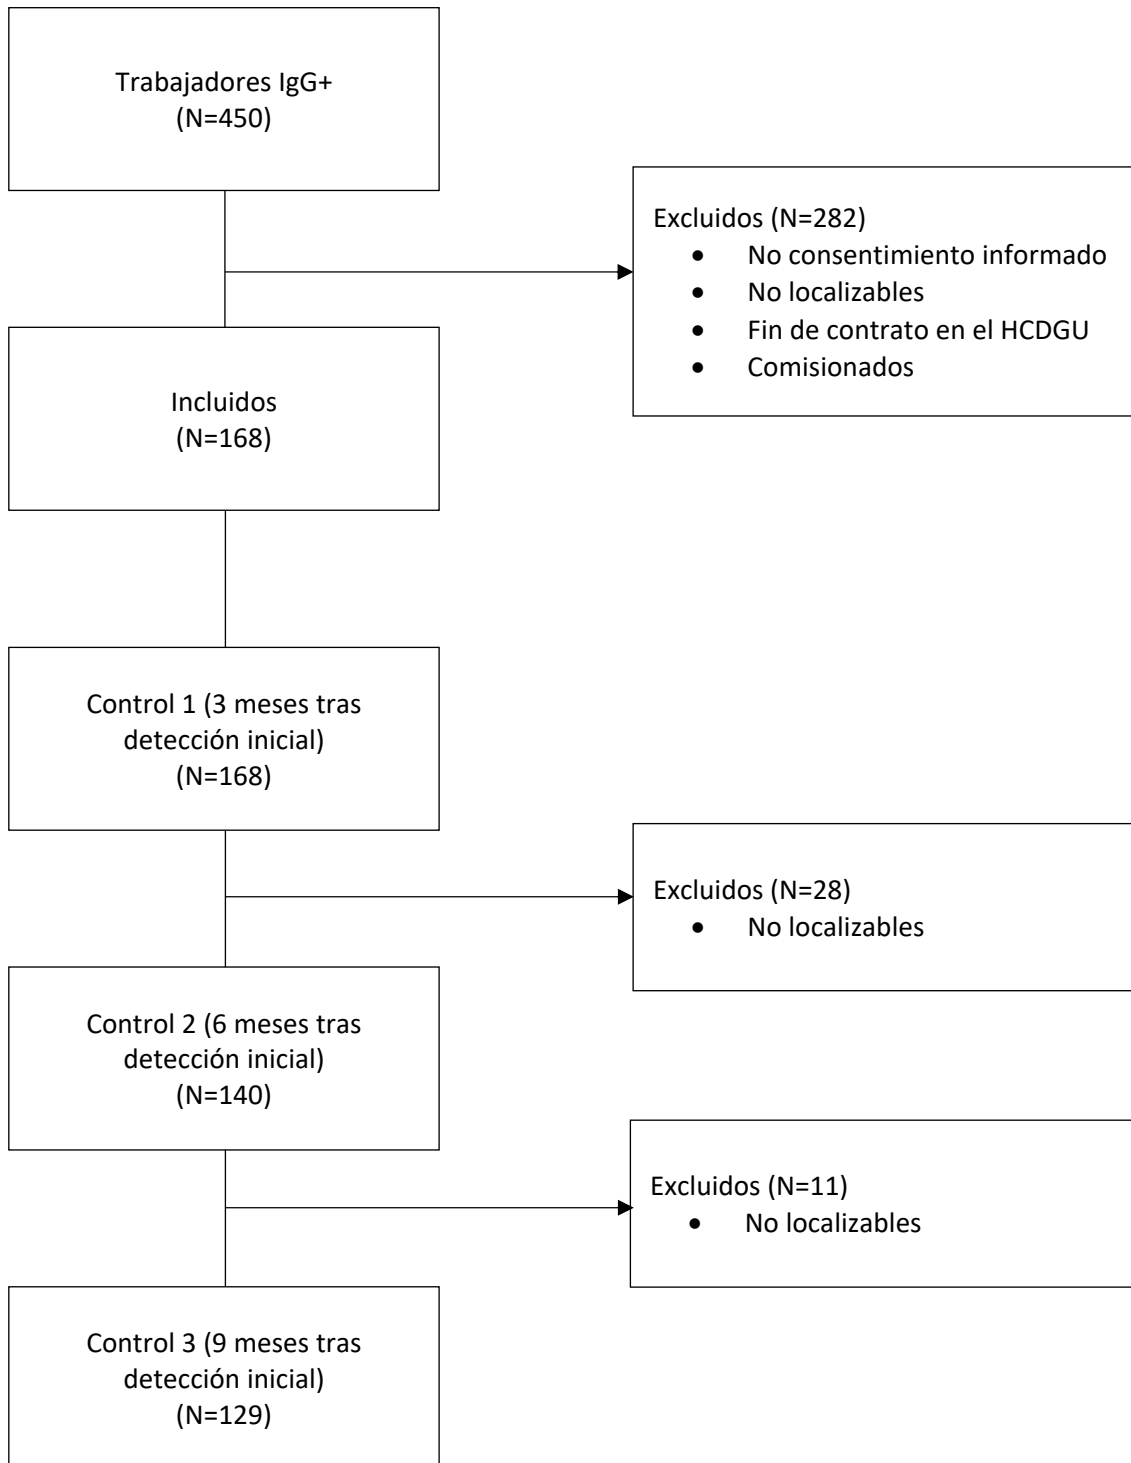 Trabajadores IgG+
(N=450)
Excluidos (N=282)
• No consentimiento informado
• No localizables
• Fin de contrato en el HCDGU
• Comisionados
Incluidos
(N=168)
Control 1 (3 meses tras
detección inicial)
(N=168)
Excluidos (N=28)
• No localizables
Control 2 (6 meses tras
detección inicial)
(N=140)
Excluidos (N=11)
• No localizables
Control 3 (9 meses tras
detección inicial)
(N=129)